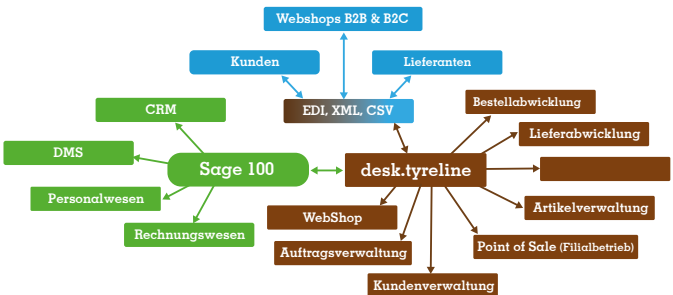 Webshops B2B & B2C
Kunden
Lieferanten
EDI, XML, CSV
CRM
Bestellabwicklung
Lieferabwicklung
DMS
Sage 100
desk.tyreline
Personalwesen
Artikelverwaltung
WebShop
Rechnungswesen
Point of Sale (Filialbetrieb)
Auftragsverwaltung
Kundenverwaltung